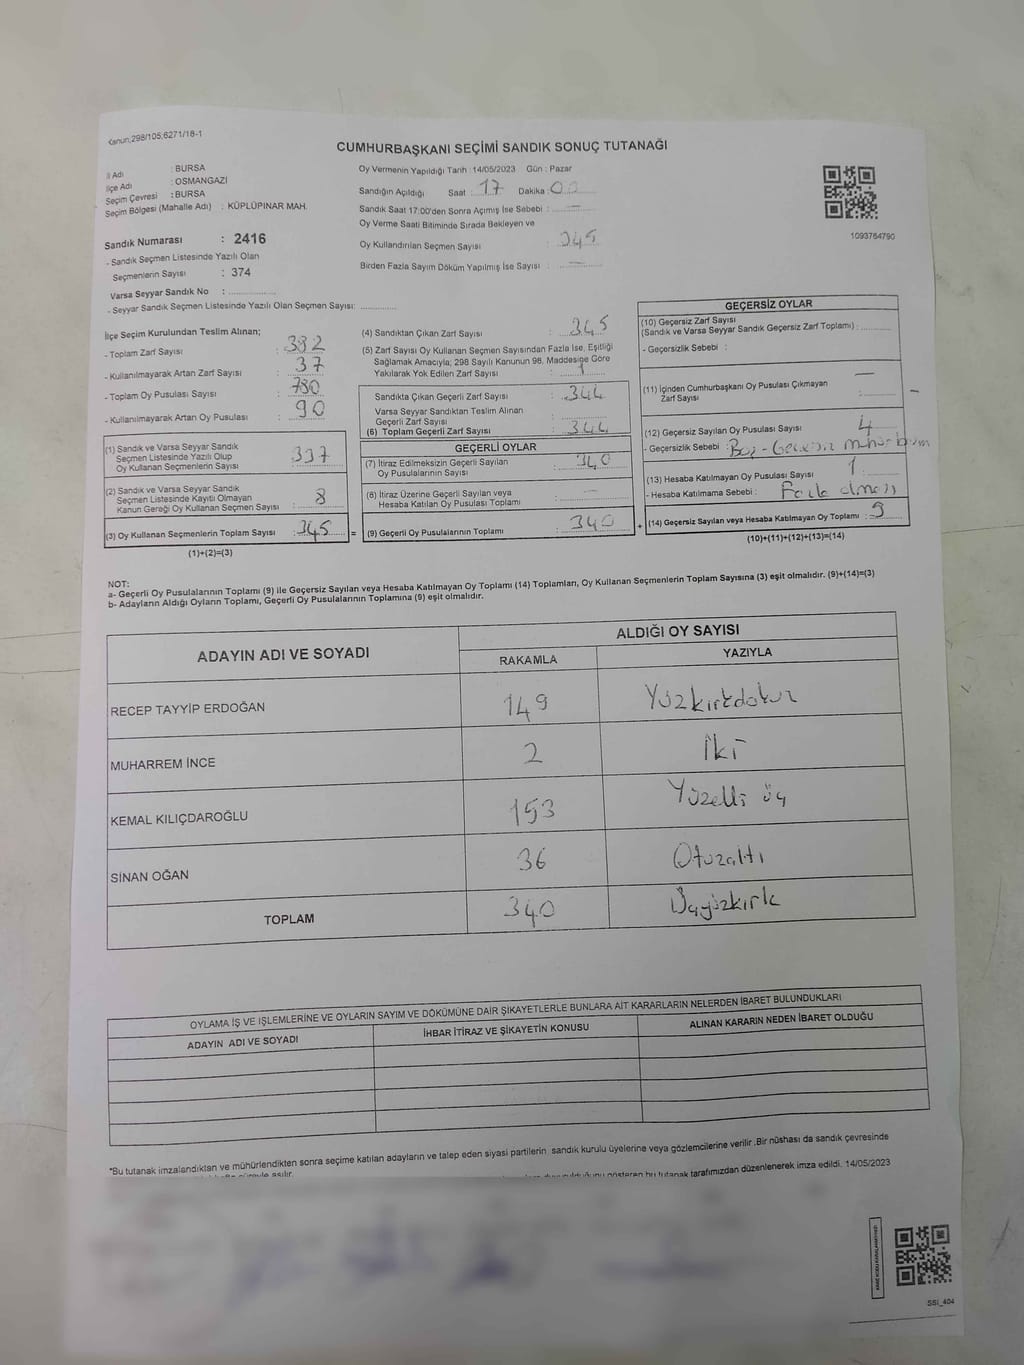 Kanun;298/105;6271/18-1
CUMHURBAŞKANI SEÇİMİ SANDIK SONUÇ TUTANAĞI
İl Adı : BURSA
İlçe Adı : OSMANGAZİ
Seçim Çevresi : BURSA
Seçim Bölgesi (Mahalle Adı) : KÜPLÜPINAR MAH.
Sandık Numarası : 2416
- Sandık Seçmen Listesinde Yazılı Olan
Seçmenlerin Sayısı : 374
Varsa Seyyar Sandık No :
- Seyyar Sandık Seçmen Listesinde Yazılı Olan Seçmen Sayısı:
Oy Vermenin Yapıldığı Tarih :14/05/2023 Gün : Pazar
Sandığın Açıldığı Saat : 17 Dakika : 00
Sandık Saat 17:00'den Sonra Açımış İse Sebebi : —
Oy Verme Saati Bitiminde Sırada Bekleyen ve
Oy Kullandırılan Seçmen Sayısı : 345
Birden Fazla Sayım Döküm Yapılmış İse Sayısı : —
1093764790
İlçe Seçim Kurulundan Teslim Alınan;
- Toplam Zarf Sayısı : 382
- Kullanılmayarak Artan Zarf Sayısı : 37
- Toplam Oy Pusulası Sayısı : 780
- Kullanılmayarak Artan Oy Pusulası : 90
(1) Sandık ve Varsa Seyyar Sandık
Seçmen Listesinde Yazılı Olup
Oy Kullanan Seçmenlerin Sayısı : 337
(2) Sandık ve Varsa Seyyar Sandık
Seçmen Listesinde Kayıtlı Olmayan
Kanun Gereği Oy Kullanan Seçmen Sayısı : 8
(3) Oy Kullanan Seçmenlerin Toplam Sayısı : 345 =
(1)+(2)=(3)
(4) Sandıktan Çıkan Zarf Sayısı : 345
(5) Zarf Sayısı Oy Kullanan Seçmen Sayısından Fazla İse, Eşitliği
Sağlamak Amacıyla; 298 Sayılı Kanunun 98. Maddesine Göre
Yakılarak Yok Edilen Zarf Sayısı : 1
Sandıkta Çıkan Geçerli Zarf Sayısı : 344
Varsa Seyyar Sandıktan Teslim Alınan
Geçerli Zarf Sayısı :
(6) Toplam Geçerli Zarf Sayısı : 344
GEÇERLİ OYLAR
(7) İtiraz Edilmeksizin Geçerli Sayılan
Oy Pusulalarının Sayısı : 340
(8) İtiraz Üzerine Geçerli Sayılan veya
Hesaba Katılan Oy Pusulası Toplamı : —
(9) Geçerli Oy Pusulalarının Toplamı : 340 +
GEÇERSİZ OYLAR
(10) Geçersiz Zarf Sayısı
(Sandık ve Varsa Seyyar Sandık Geçersiz Zarf Toplamı) :
- Geçersizlik Sebebi :
(11) İçinden Cumhurbaşkanı Oy Pusulası Çıkmayan
Zarf Sayısı : —
(12) Geçersiz Sayılan Oy Pusulası Sayısı : 4
- Geçersizlik Sebebi :
(13) Hesaba Katılmayan Oy Pusulası Sayısı : 1
- Hesaba Katılmama Sebebi : Fazla olması
(14) Geçersiz Sayılan veya Hesaba Katılmayan Oy Toplamı :
(10)+(11)+(12)+(13)=(14)
NOT:
a- Geçerli Oy Pusulalarının Toplamı (9) ile Geçersiz Sayılan veya Hesaba Katılmayan Oy Toplamı (14) Toplamları, Oy Kullanan Seçmenlerin Toplam Sayısına (3) eşit olmalıdır. (9)+(14)=(3)
b- Adayların Aldığı Oyların Toplamı, Geçerli Oy Pusulalarının Toplamına (9) eşit olmalıdır.
ADAYIN ADI VE SOYADI ALDIĞI OY SAYISI
RAKAMLA YAZIYLA
RECEP TAYYİP ERDOĞAN 149 Yüzkırkdokuz
MUHARREM İNCE 2 İki
KEMAL KILIÇDAROĞLU 153 Yüzelli üç
SİNAN OĞAN 36 Otuzaltı
TOPLAM 340 Üçyüzkırk
OYLAMA İŞ VE İŞLEMLERİNE VE OYLARIN SAYIM VE DÖKÜMÜNE DAİR ŞİKAYETLERLE BUNLARA AİT KARARLARIN NELERDEN İBARET BULUNDUKLARI
ADAYIN ADI VE SOYADI İHBAR İTİRAZ VE ŞİKAYETİN KONUSU ALINAN KARARIN NEDEN İBARET OLDUĞU
*Bu tutanak imzalandıktan ve mühürlendikten sonra seçime katılan adayların ve talep eden siyasi partilerin sandık kurulu üyelerine veya gözlemcilerine verilir.Bir nüshası da sandık çevresinde
gösteren bu tutanak tarafımızdan düzenlenerek imza edildi. 14/05/2023
SSİ_404